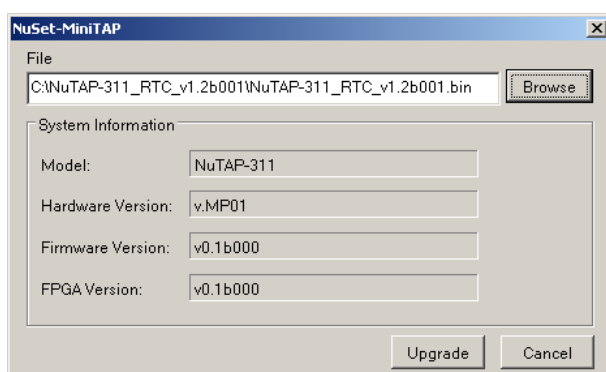 NuSet-MiniTAP
File
C:\NuTAP-311_RTC_v1.2b001\NuTAP-311_RTC_v1.2b001.bin Browse
System Information
Model: NuTAP-311
Hardware Version: v.MP01
Firmware Version: v0.1b000
FPGA Version: v0.1b000
Upgrade Cancel